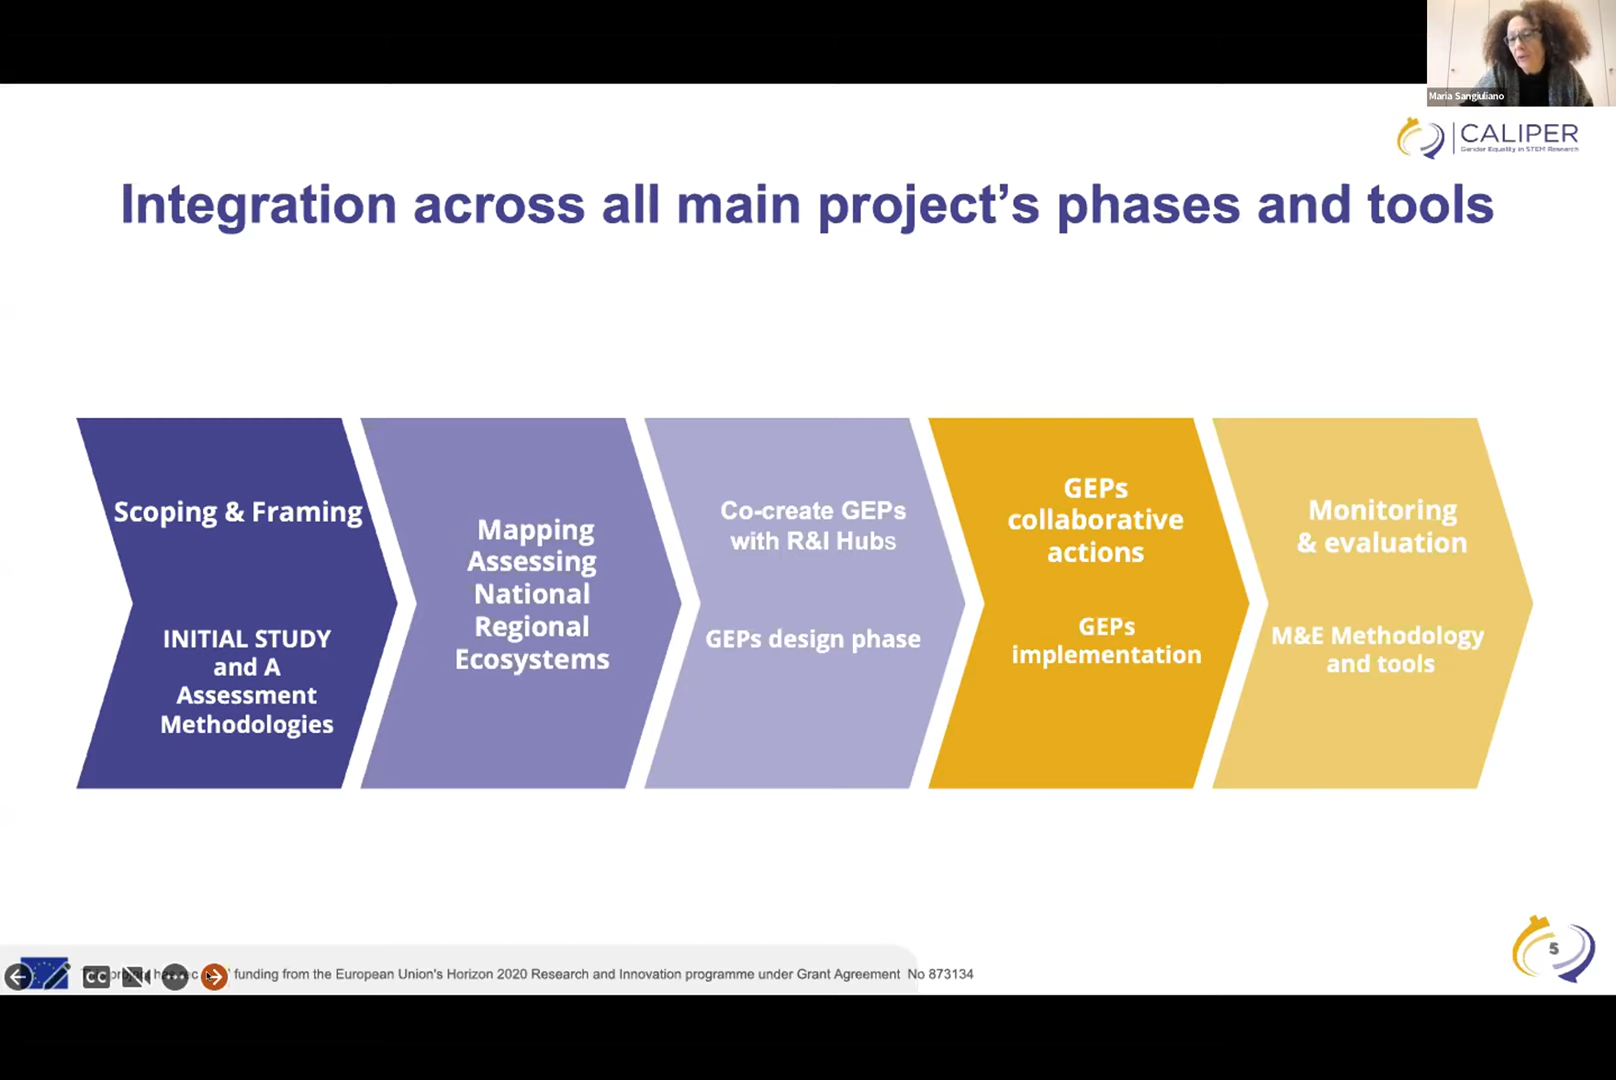 Maria Sangiuliano
CALIPER
Gender Equality in STEM Research
Integration across all main project's phases and tools
Scoping & Framing
INITIAL STUDY
and A
Assessment
Methodologies
Mapping
Assessing
National
Regional
Ecosystems
Co-create GEPs
with R&I Hubs
GEPs design phase
GEPs
collaborative
actions
GEPs
implementation
Monitoring
& evaluation
M&E Methodology
and tools
5
CC
funding from the European Union's Horizon 2020 Research and Innovation programme under Grant Agreement No 873134